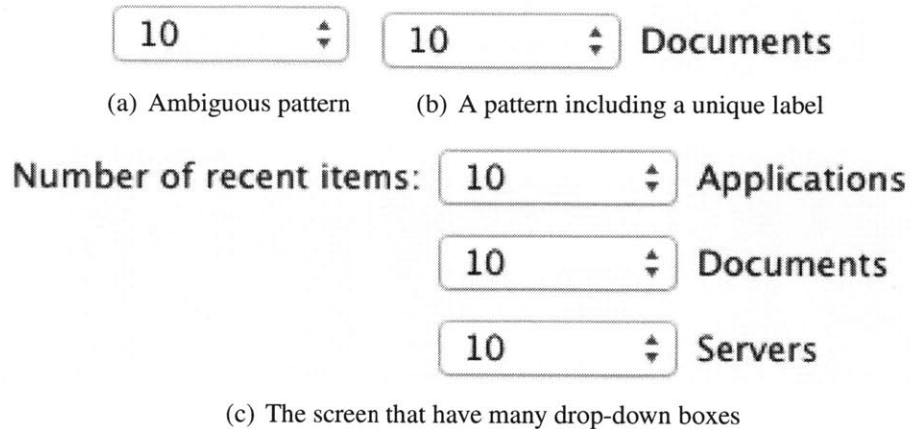 10 10 Documents
(a) Ambiguous pattern (b) A pattern including a unique label
Number of recent items: 10 Applications
10 Documents
10 Servers
(c) The screen that have many drop-down boxes